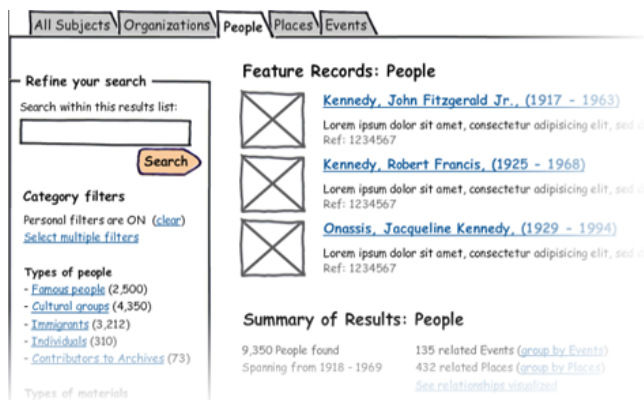 All Subjects Organizations People Places Events
Refine your search
Search within this results list:
Search
Category filters
Personal filters are ON (clear)
Select multiple filters
Types of people
- Famous people (2,500)
- Cultural groups (4,350)
- Immigrants (3,212)
- Individuals (310)
- Contributors to Archives (73)
Types of materials
Feature Records: People
Kennedy, John Fitzgerald Jr., (1917 - 1963)
Lorem ipsum dolor sit amet, consectetur adipisicing elit, sed
Ref: 1234567
Kennedy, Robert Francis, (1925 - 1968)
Lorem ipsum dolor sit amet, consectetur adipisicing elit, sed
Ref: 1234567
Onassis, Jacqueline Kennedy, (1929 - 1994)
Lorem ipsum dolor sit amet, consectetur adipisicing elit, sed
Ref: 1234567
Summary of Results: People
9,350 People found
Spanning from 1918 - 1969
135 related Events (group by Events)
432 related Places (group by Places)
See relationships visualized